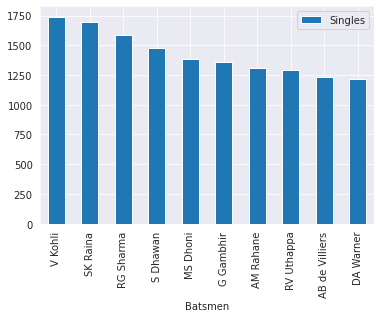 1750
1500
1250
1000
750
500
250
0
Singles
V Kohli
SK Raina
RG Sharma
S Dhawan
MS Dhoni
G Gambhir
AM Rahane
RV Uthappa
AB de Villiers
DA Warner
Batsmen